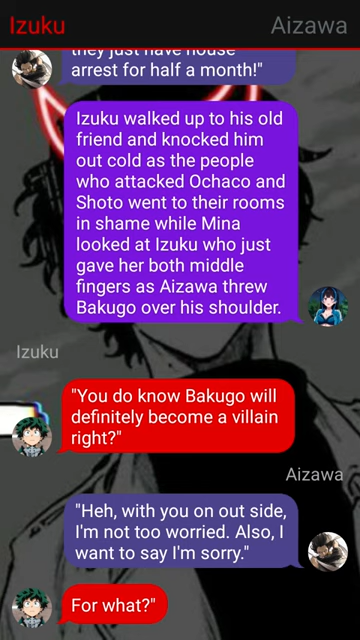 Izuku Aizawa
they just have house
arrest for half a month!"
Izuku walked up to his old
friend and knocked him
out cold as the people
who attacked Ochaco and
Shoto went to their rooms
in shame while Mina
looked at Izuku who just
gave her both middle
fingers as Aizawa threw
Bakugo over his shoulder.
Izuku
"You do know Bakugo will
definitely become a villain
right?"
Aizawa
"Heh, with you on out side,
I'm not too worried. Also, I
want to say I'm sorry."
For what?"